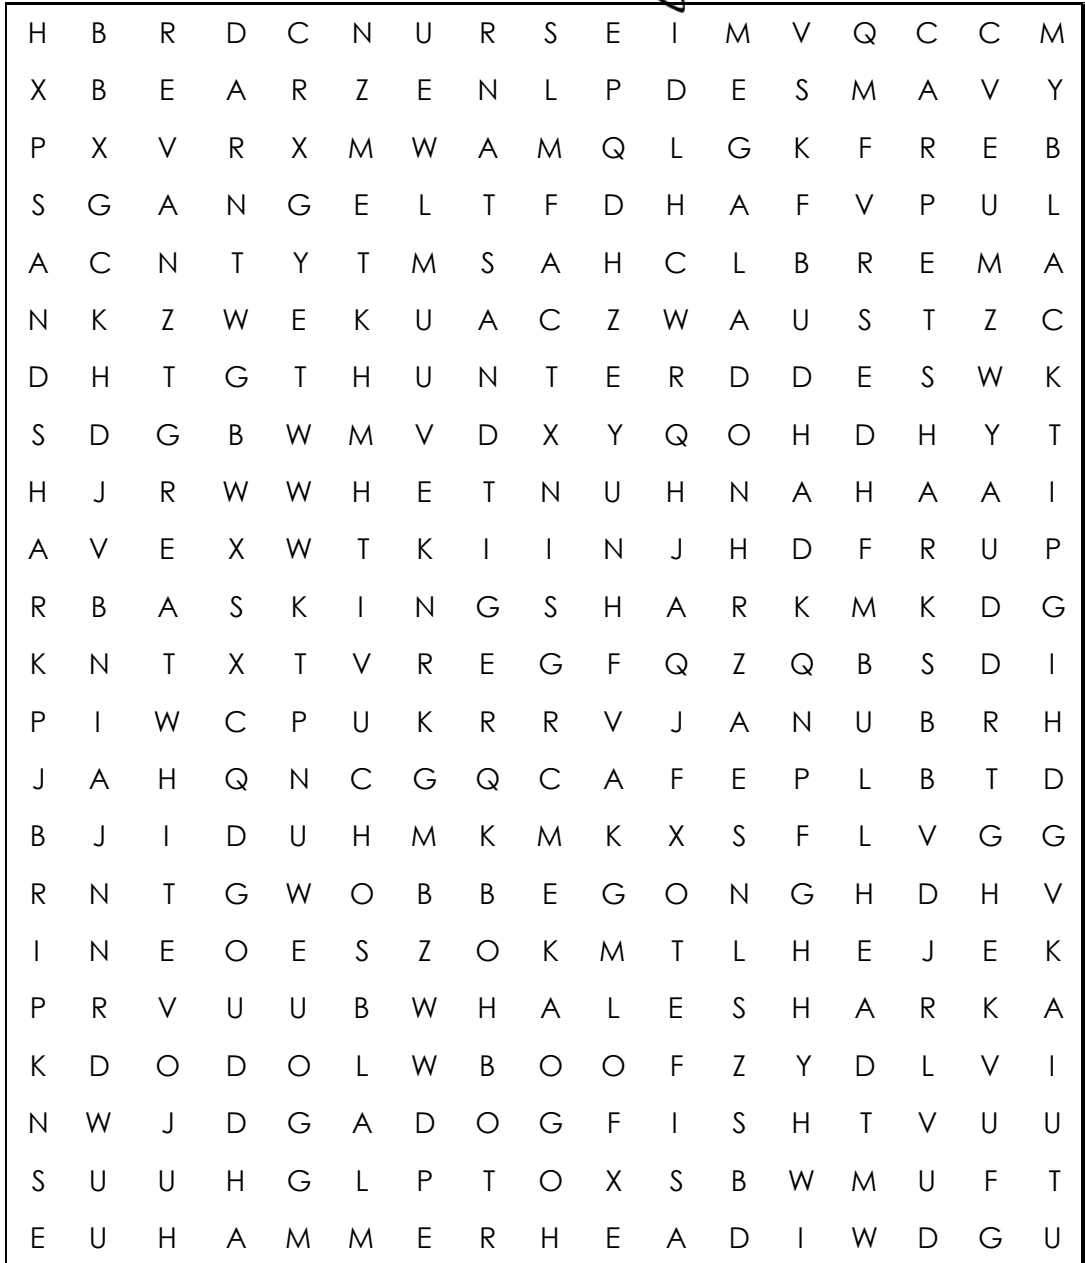 H B R D C N U R S E I M V Q C C M
X B E A R Z E N L P D E S M A V Y
P X V R X M W A M Q L G K F R E B
S G A N G E L T F D H A F V P U L
A C N T Y T M S A H C L B R E M A
N K Z W E K U A C Z W A U S T Z C
D H T G T H U N T E R D D E S W K
S D G B W M V D X Y Q O H D H Y T
H J R W W H E T N U H N A H A A I
A V E X W T K I I N J H D F R U P
R B A S K I N G S H A R K M K D G
K N T X T V R E G F Q Z Q B S D I
P I W C P U K R R V J A N U B R H
J A H Q N C G Q C A F E P L B T D
B J I D U H M K M K X S F L V G G
R N T G W O B B E G O N G H D H V
I N E O E S Z O K M T L H E J E K
P R V U U B W H A L E S H A R K A
K D O D O L W B O O F Z Y D L V I
N W J D G A D O G F I S H T V U U
S U U H G L P T O X S B W M U F T
E U H A M M E R H E A D I W D G U